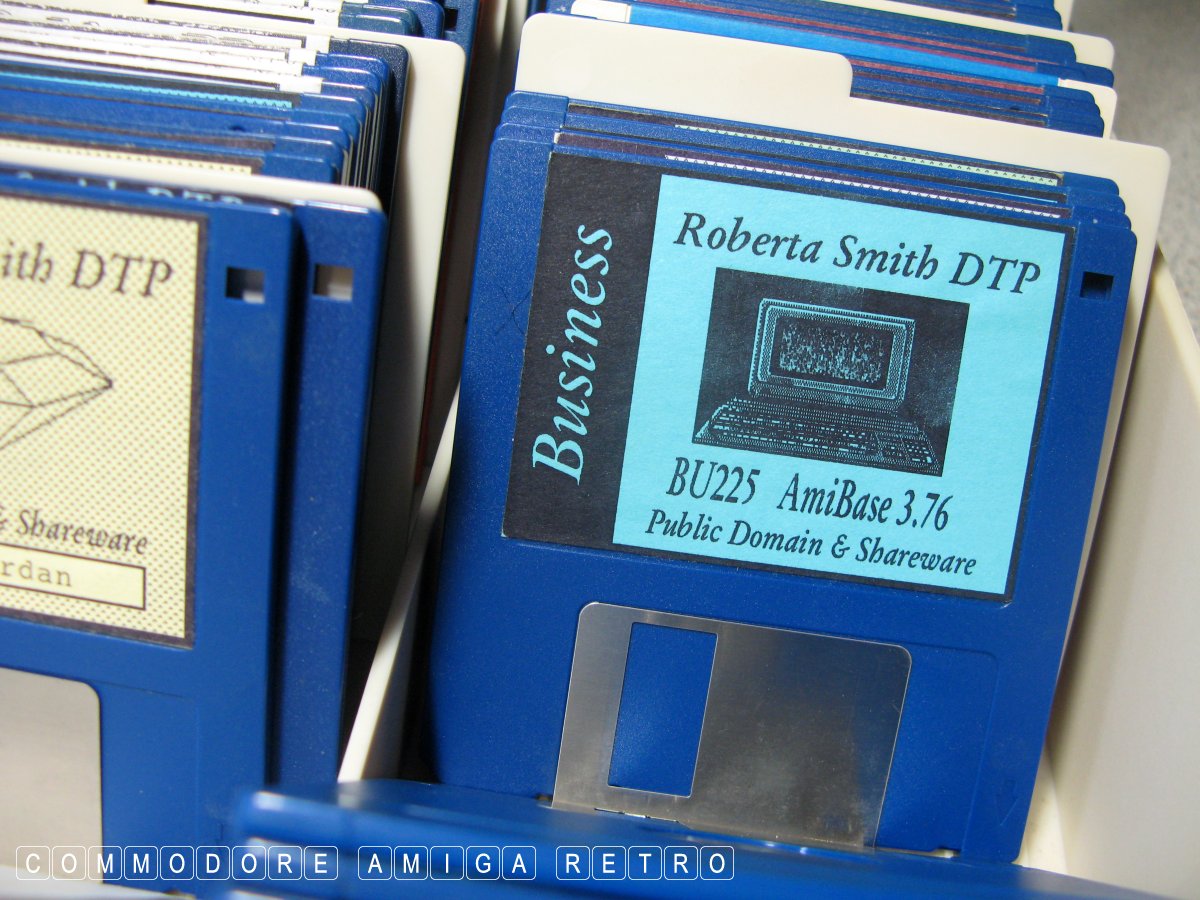 ith DTP
& Shareware
rdan
Business
Roberta Smith DTP
BU225 AmiBase 3.76
Public Domain & Shareware
COMMODORE AMIGA RETRO